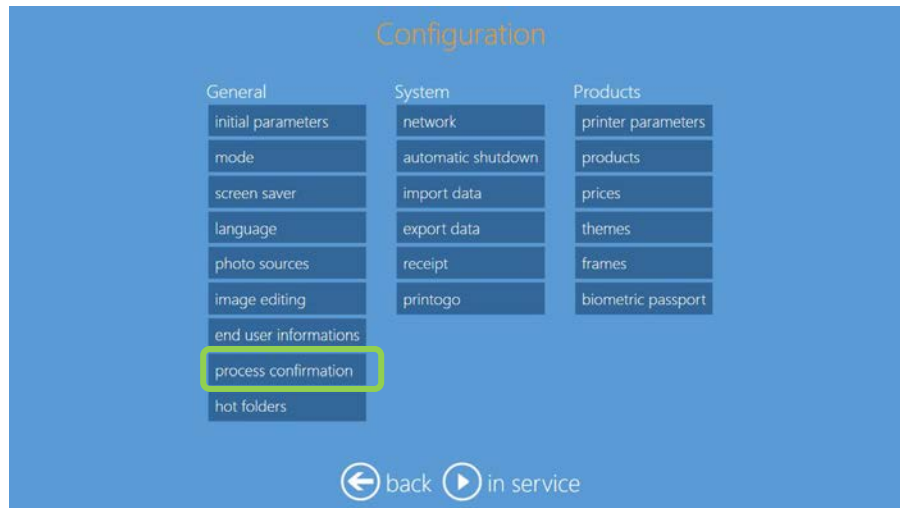 Configuration
General
initial parameters
mode
screen saver
language
photo sources
image editing
end user informations
process confirmation
hot folders
System
network
automatic shutdown
import data
export data
receipt
printogo
Products
printer parameters
products
prices
themes
frames
biometric passport
back in service